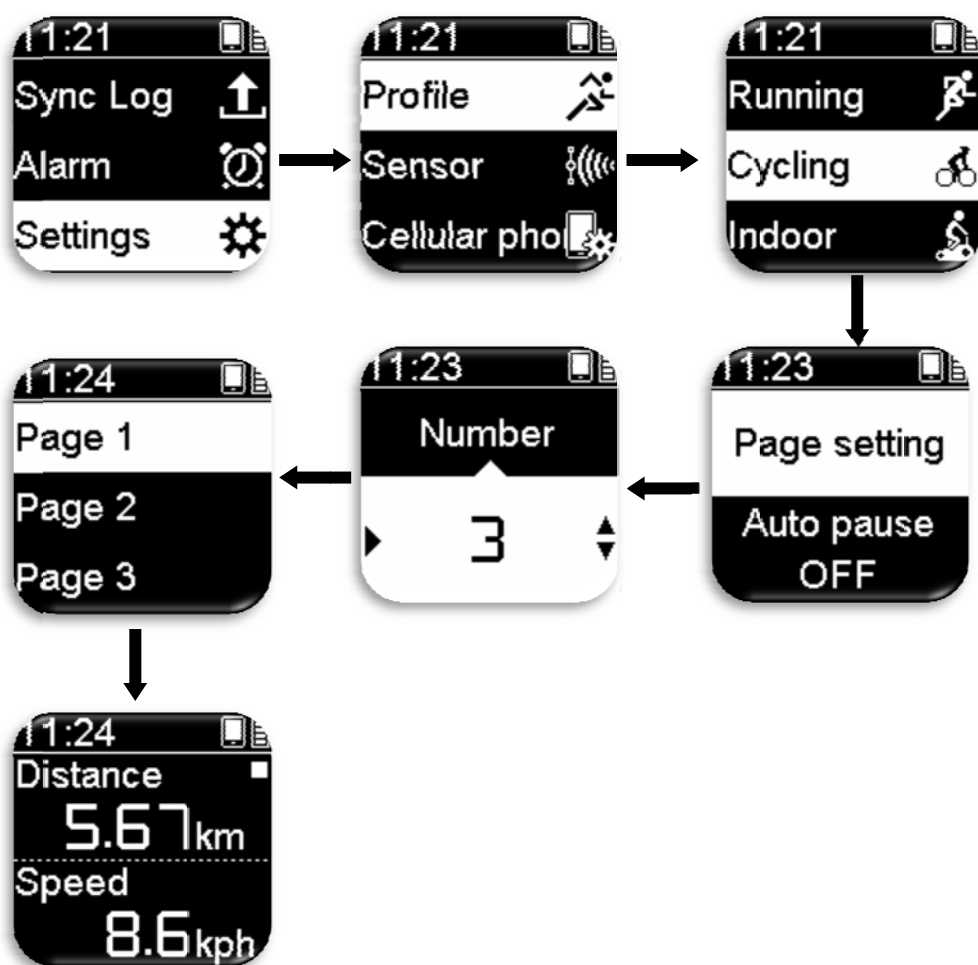 11:21
Sync Log
Alarm
Settings
11:21
Profile
Sensor
Cellular pho
11:21
Running
Cycling
Indoor
11:23
Page setting
Auto pause
OFF
11:23
Number
3
11:24
Page 1
Page 2
Page 3
11:24
Distance
5.67km
Speed
8.6kph